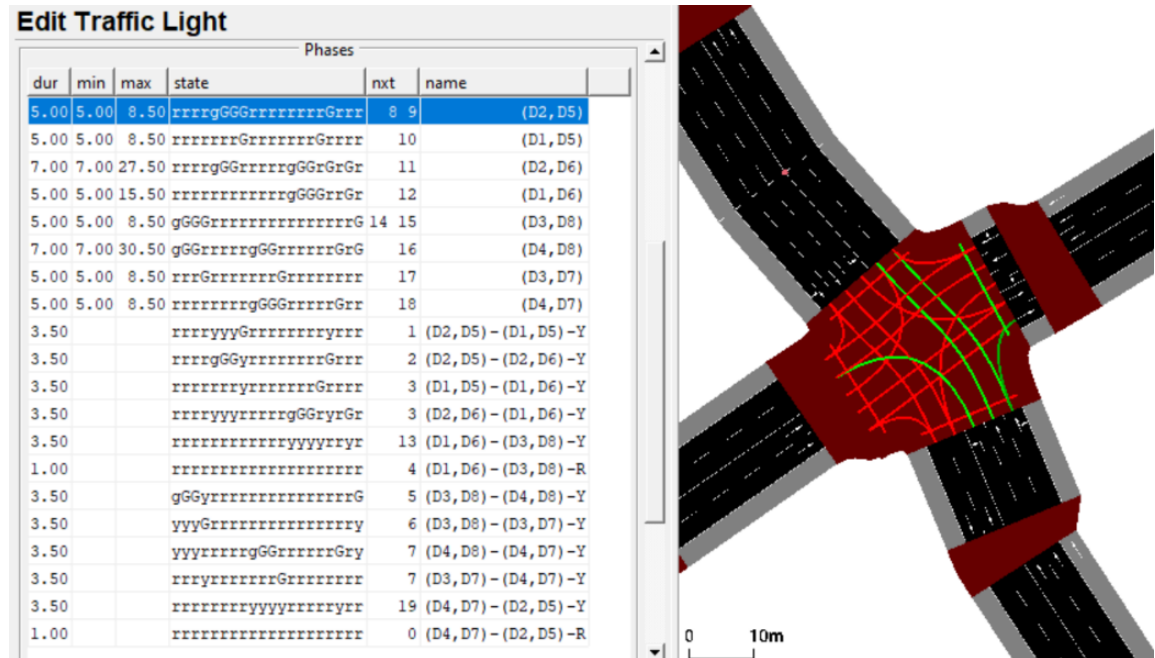 Edit Traffic Light
Phases
dur min max state nxt name
5.00 5.00 8.50 rrrrgGGGrrrrrrrrGrrr 8 9 (D2,D5)
5.00 5.00 8.50 rrrrrrrGrrrrrrrGrrrr 10 (D1,D5)
7.00 7.00 27.50 rrrrgGGrrrrrgGGrGrGr 11 (D2,D6)
5.00 5.00 15.50 rrrrrrrrrrrrgGGGrrGr 12 (D1,D6)
5.00 5.00 8.50 gGGGrrrrrrrrrrrrrrrG 14 15 (D3,D8)
7.00 7.00 30.50 gGGrrrrrgGGrrrrrrGrG 16 (D4,D8)
5.00 5.00 8.50 rrrGrrrrrrrGrrrrrrrr 17 (D3,D7)
5.00 5.00 8.50 rrrrrrrrgGGGrrrrrGrr 18 (D4,D7)
3.50 rrrryyyGrrrrrrrryrrr 1 (D2,D5)-(D1,D5)-Y
3.50 rrrrgGGyrrrrrrrrGrrr 2 (D2,D5)-(D2,D6)-Y
3.50 rrrrrrryrrrrrrrGrrrr 3 (D1,D5)-(D1,D6)-Y
3.50 rrrryyyrrrrrgGGryrGr 3 (D2,D6)-(D1,D6)-Y
3.50 rrrrrrrrrrrryyyyrryr 13 (D1,D6)-(D3,D8)-Y
1.00 rrrrrrrrrrrrrrrrrrrr 4 (D1,D6)-(D3,D8)-R
3.50 gGGyrrrrrrrrrrrrrrrG 5 (D3,D8)-(D4,D8)-Y
3.50 yyyGrrrrrrrrrrrrrrry 6 (D3,D8)-(D3,D7)-Y
3.50 yyyrrrrrgGGrrrrrrGry 7 (D4,D8)-(D4,D7)-Y
3.50 rrryrrrrrrrGrrrrrrrr 7 (D3,D7)-(D4,D7)-Y
3.50 rrrrrrrryyyyrrrrryrr 19 (D4,D7)-(D2,D5)-Y
1.00 rrrrrrrrrrrrrrrrrrrr 0 (D4,D7)-(D2,D5)-R
0 10m